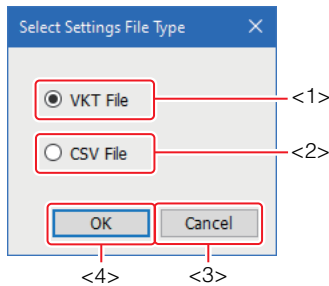 Select Settings File Type
VKT File
<1>
CSV File
<2>
OK
Cancel
<4>
<3>